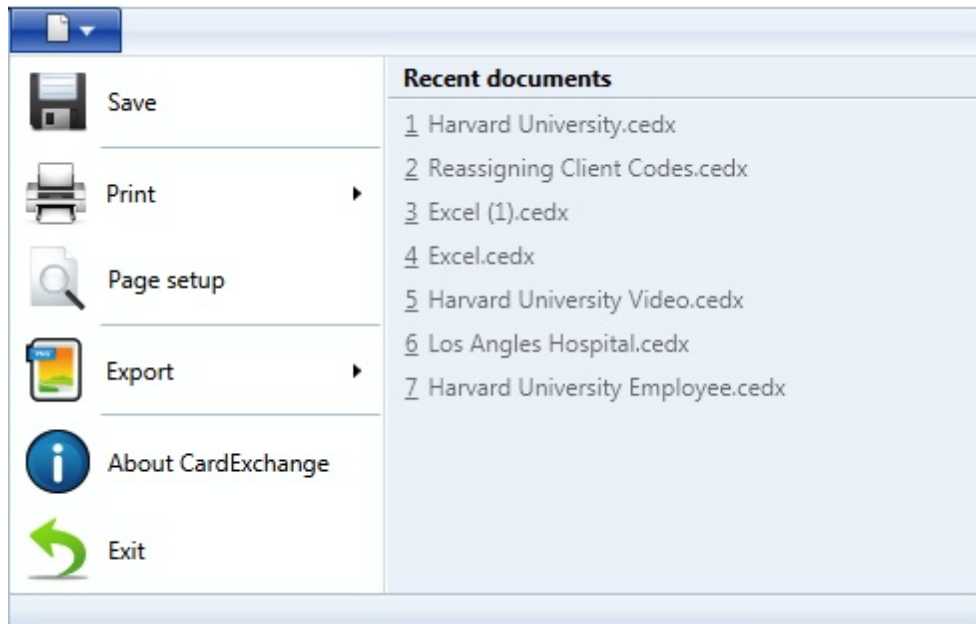 Save
Print
Page setup
Export
About CardExchange
Exit
Recent documents
1 Harvard University.cedx
2 Reassigning Client Codes.cedx
3 Excel (1).cedx
4 Excel.cedx
5 Harvard University Video.cedx
6 Los Angles Hospital.cedx
7 Harvard University Employee.cedx